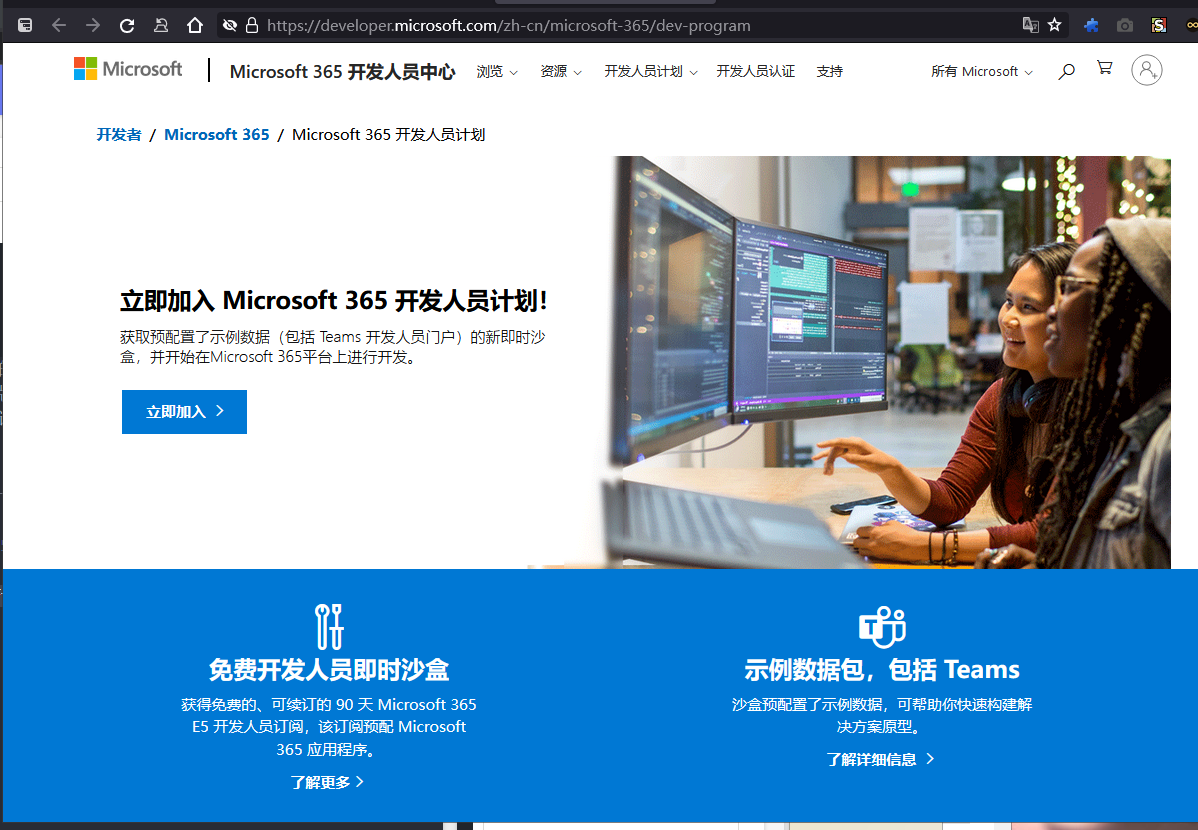 https://developer.microsoft.com/zh-cn/microsoft-365/dev-program
Microsoft
Microsoft 365 开发人员中心
浏览
资源
开发人员计划
开发人员认证
支持
所有 Microsoft
开发者 / Microsoft 365 / Microsoft 365 开发人员计划
立即加入 Microsoft 365 开发人员计划!
获取预配置了示例数据（包括 Teams 开发人员门户）的新即时沙
盒，并开始在Microsoft 365平台上进行开发。
立即加入
免费开发人员即时沙盒
获得免费的、可续订的 90 天 Microsoft 365
E5 开发人员订阅，该订阅预配 Microsoft
365 应用程序。
了解更多
示例数据包，包括 Teams
沙盒预配置了示例数据，可帮助你快速构建解
决方案原型。
了解详细信息